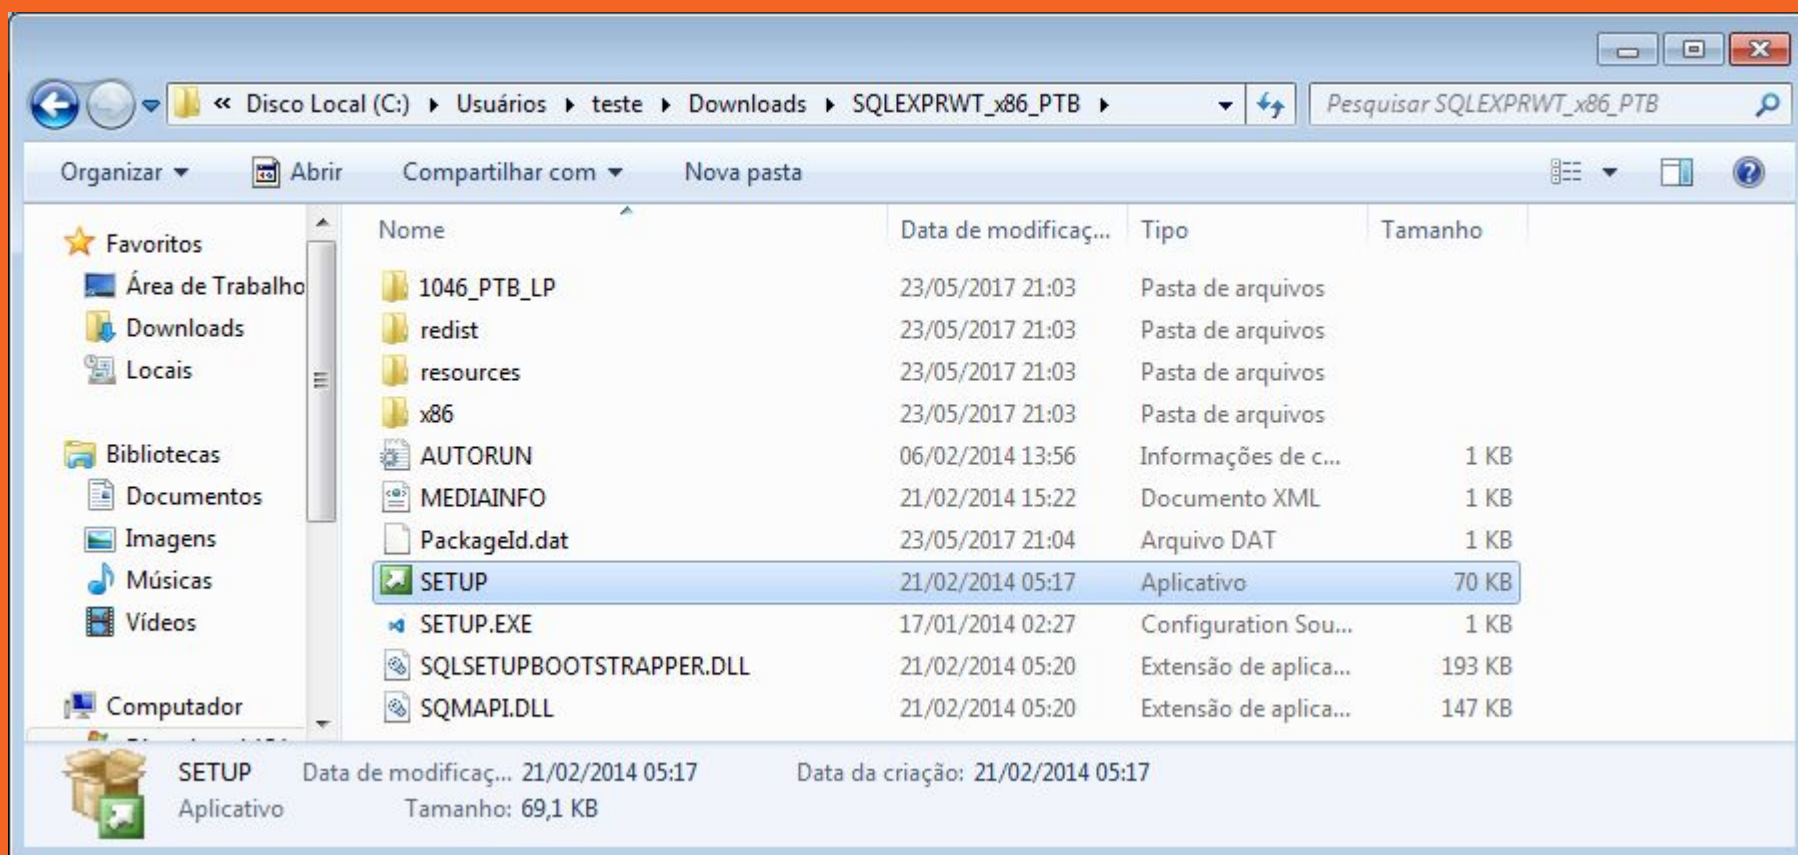 « Disco Local (C:) Usuários teste Downloads SQLEXPRWT_x86_PTB Pesquisar SQLEXPRWT_x86_PTB
Organizar Abrir Compartilhar com Nova pasta
Favoritos
Área de Trabalho
Downloads
Locais
Bibliotecas
Documentos
Imagens
Músicas
Vídeos
Computador
Nome Data de modificaç... Tipo Tamanho
1046_PTB_LP 23/05/2017 21:03 Pasta de arquivos
redist 23/05/2017 21:03 Pasta de arquivos
resources 23/05/2017 21:03 Pasta de arquivos
x86 23/05/2017 21:03 Pasta de arquivos
AUTORUN 06/02/2014 13:56 Informações de c... 1 KB
MEDIAINFO 21/02/2014 15:22 Documento XML 1 KB
PackageId.dat 23/05/2017 21:04 Arquivo DAT 1 KB
SETUP 21/02/2014 05:17 Aplicativo 70 KB
SETUP.EXE 17/01/2014 02:27 Configuration Sou... 1 KB
SQLSETUPBOOTSTRAPPER.DLL 21/02/2014 05:20 Extensão de aplica... 193 KB
SQMAPI.DLL 21/02/2014 05:20 Extensão de aplica... 147 KB
SETUP Data de modificaç... 21/02/2014 05:17 Data da criação: 21/02/2014 05:17
Aplicativo Tamanho: 69,1 KB